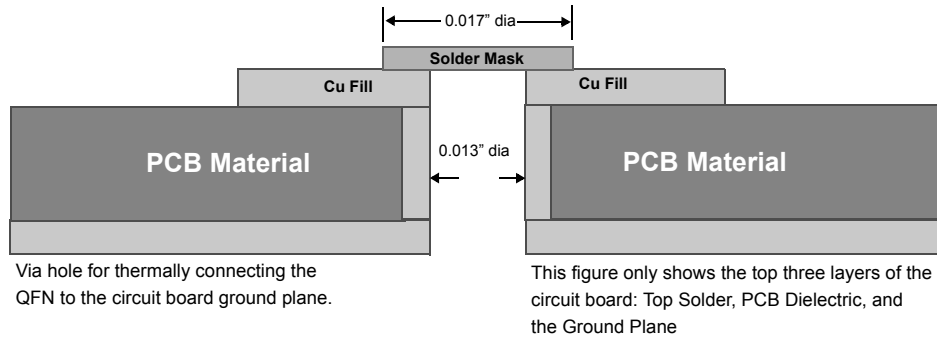 0.017” dia
Solder Mask
Cu Fill
Cu Fill
PCB Material
0.013” dia
PCB Material
Via hole for thermally connecting the
QFN to the circuit board ground plane.
This figure only shows the top three layers of the
circuit board: Top Solder, PCB Dielectric, and
the Ground Plane